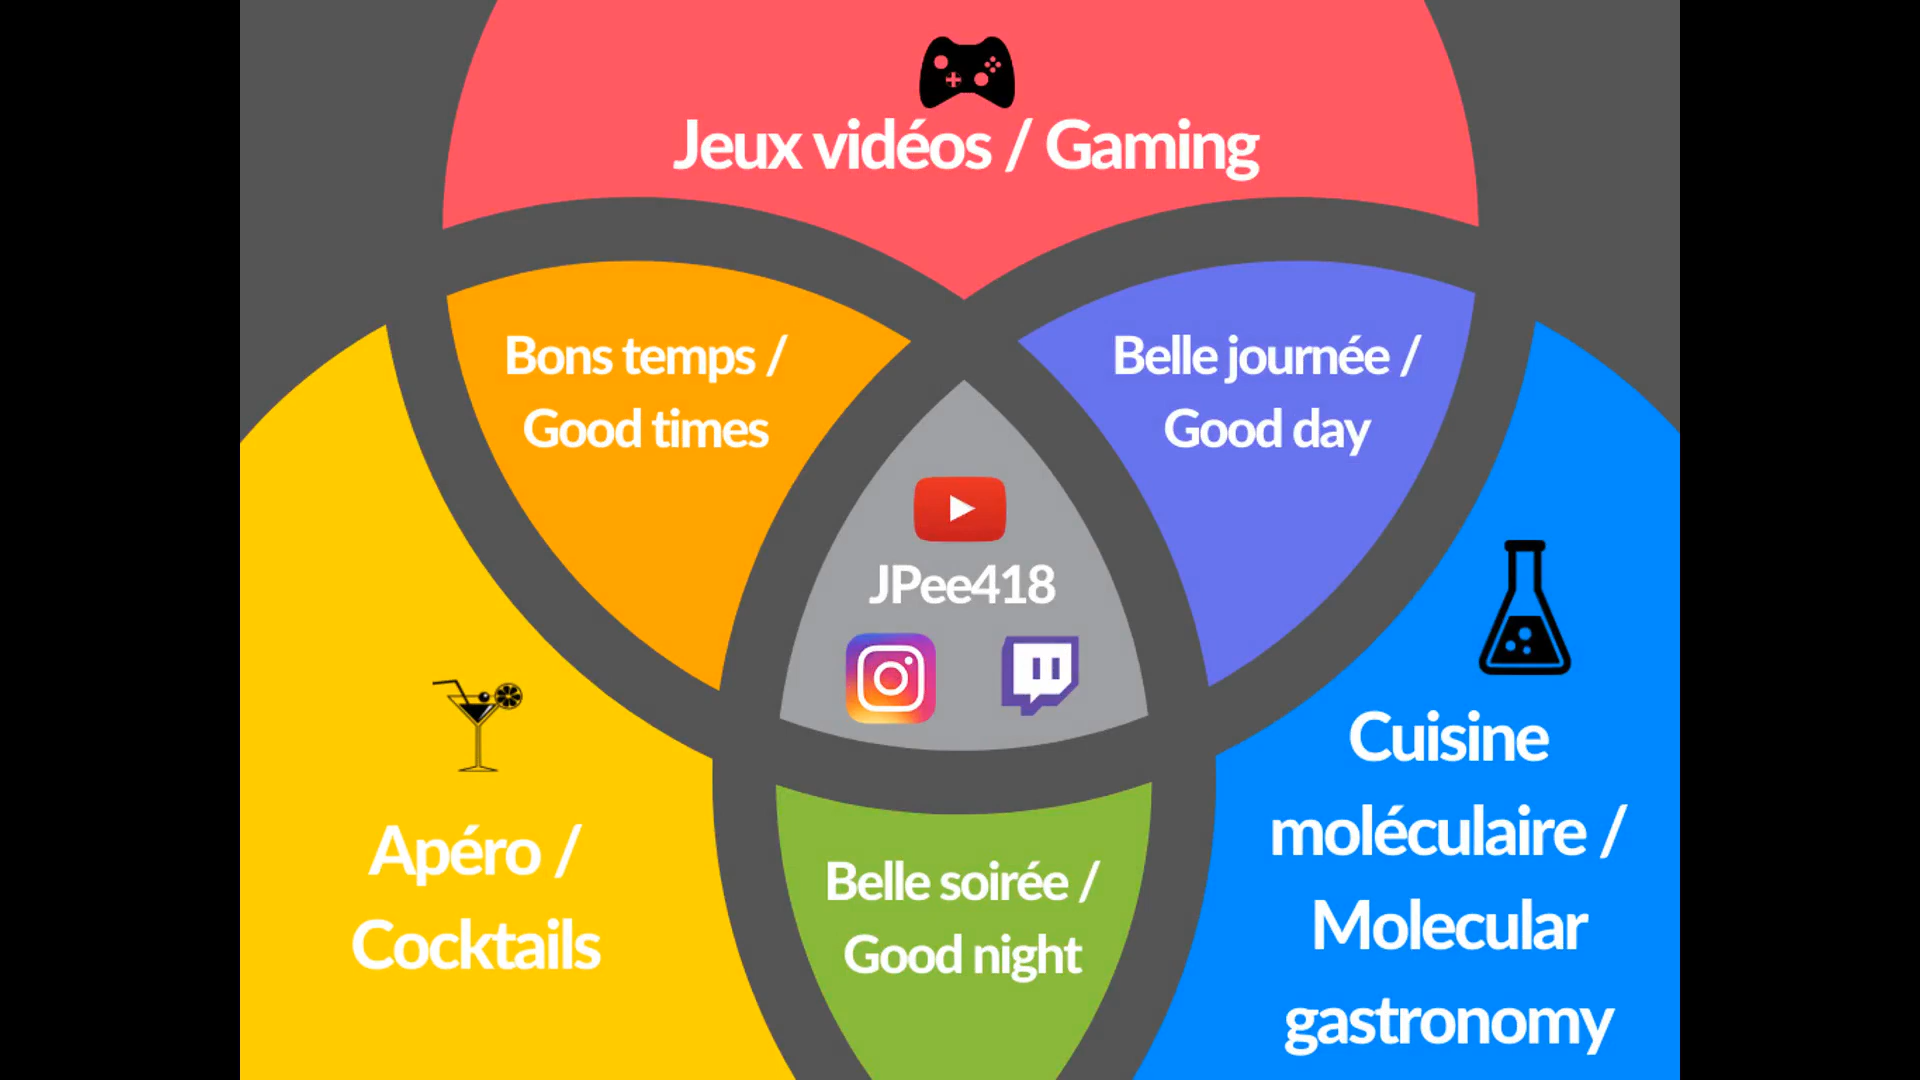 Jeux vidéos / Gaming
Bons temps /
Good times
Belle journée /
Good day
JPee418
Apéro /
Cocktails
Belle soirée /
Good night
Cuisine
moléculaire /
Molecular
gastronomy